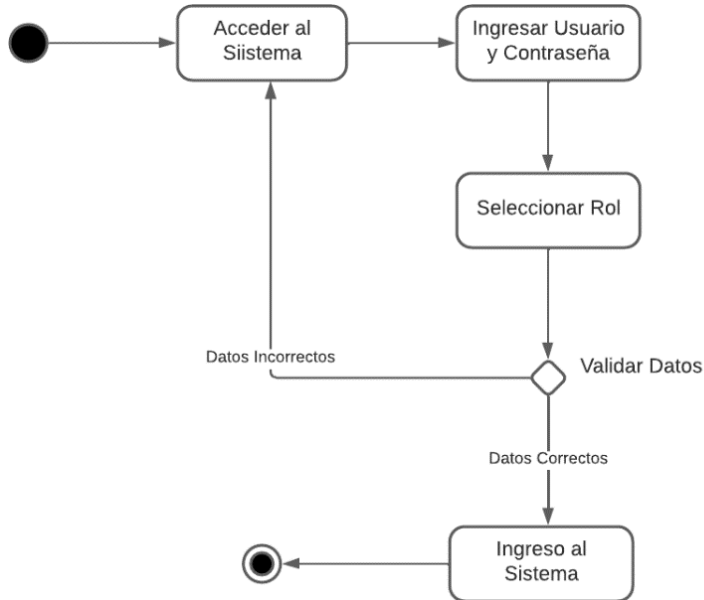 Acceder al
Siistema
Ingresar Usuario
y Contraseña
Seleccionar Rol
Datos Incorrectos
Validar Datos
Datos Correctos
Ingreso al
Sistema